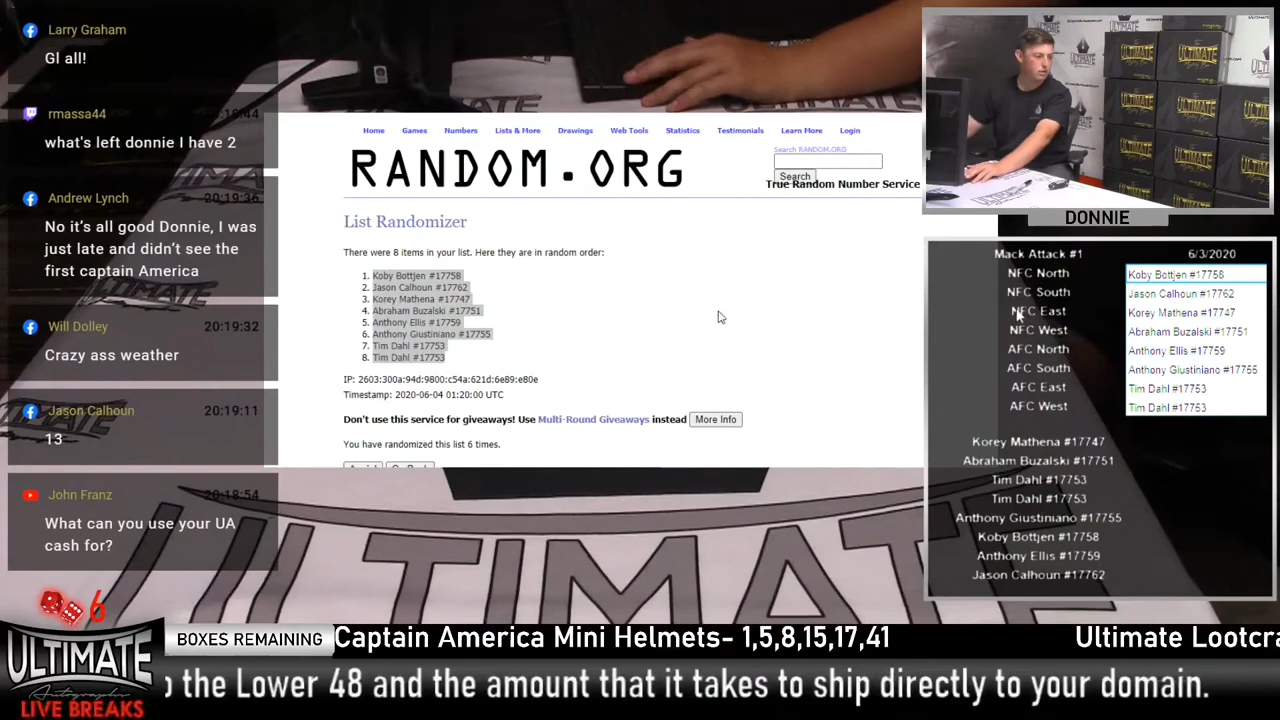 Larry Graham
Gl all!
rmassa44
20:19:44
what's left donnie I have 2
Andrew Lynch
20:19:36
No it's all good Donnie, I was
just late and didn't see the
first captain America
Will Dolley
20:19:32
Crazy ass weather
Jason Calhoun
20:19:11
13
John Franz
20:18:54
What can you use your UA
cash for?
Home Games Numbers Lists & More Drawings Web Tools Statistics Testimonials Learn More Login
RANDOM.ORG
Search RANDOM.ORG
Search
True Random Number Service
List Randomizer
There were 8 items in your list. Here they are in random order:
1. Koby Bottjen #17758
2. Jason Calhoun #17762
3. Korey Mathena #17747
4. Abraham Buzalski #17751
5. Anthony Ellis #17759
6. Anthony Giustiniano #17755
7. Tim Dahl #17753
8. Tim Dahl #17753
IP: 2603:300a:94d:9800:c54a:621d:6e89:e80e
Timestamp: 2020-06-04 01:20:00 UTC
Don't use this service for giveaways! Use Multi-Round Giveaways instead More Info
You have randomized this list 6 times.
DONNIE
Mack Attack #1 6/3/2020
NFC North Koby Bottjen #17758
NFC South Jason Calhoun #17762
NFC East Korey Mathena #17747
NFC West Abraham Buzalski #17751
AFC North Anthony Ellis #17759
AFC South Anthony Giustiniano #17755
AFC East Tim Dahl #17753
AFC West Tim Dahl #17753
Korey Mathena #17747
Abraham Buzalski #17751
Tim Dahl #17753
Tim Dahl #17753
Anthony Giustiniano #17755
Koby Bottjen #17758
Anthony Ellis #17759
Jason Calhoun #17762
ULTIMATE
6
ULTIMATE
Autographs
LIVE BREAKS
BOXES REMAINING
Captain America Mini Helmets- 1,5,8,15,17,41
Ultimate Lootcra
o the Lower 48 and the amount that it takes to ship directly to your domain.